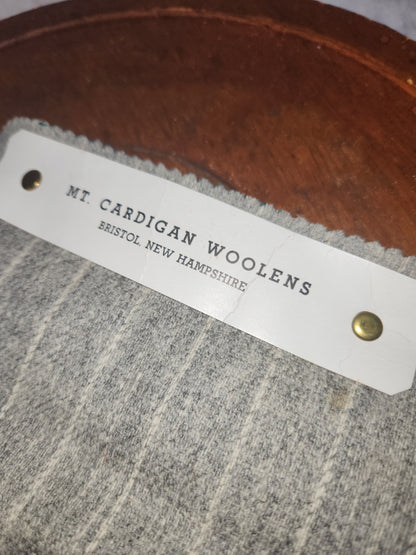 MT. CARDIGAN WOOLENS
BRISTOL, NEW HAMPSHIRE